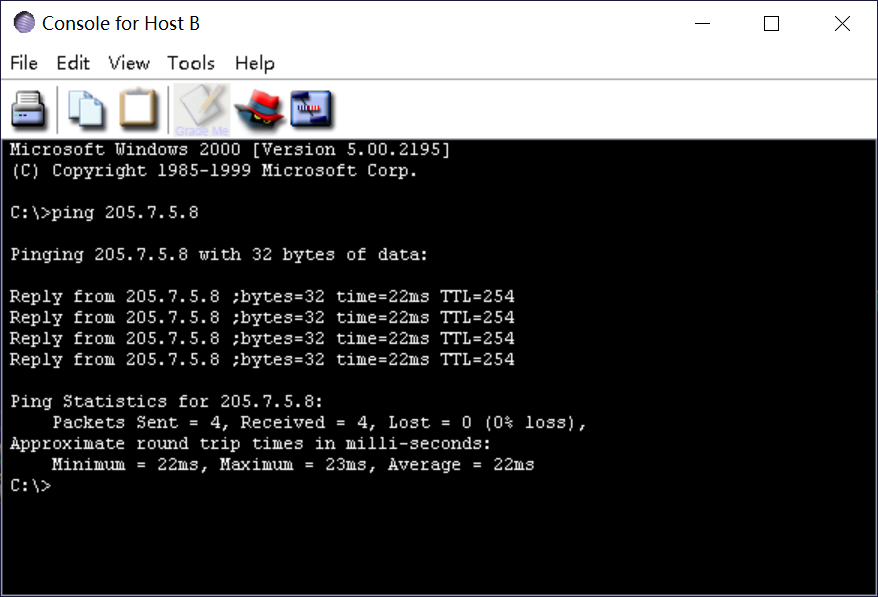 Console for Host B
File Edit View Tools Help
Grade Me
Microsoft Windows 2000 [Version 5.00.2195]
(C) Copyright 1985-1999 Microsoft Corp.
C:\>ping 205.7.5.8
Pinging 205.7.5.8 with 32 bytes of data:
Reply from 205.7.5.8 ;bytes=32 time=22ms TTL=254
Reply from 205.7.5.8 ;bytes=32 time=22ms TTL=254
Reply from 205.7.5.8 ;bytes=32 time=22ms TTL=254
Reply from 205.7.5.8 ;bytes=32 time=22ms TTL=254
Ping Statistics for 205.7.5.8:
Packets Sent = 4, Received = 4, Lost = 0 (0% loss),
Approximate round trip times in milli-seconds:
Minimum = 22ms, Maximum = 23ms, Average = 22ms
C:\>